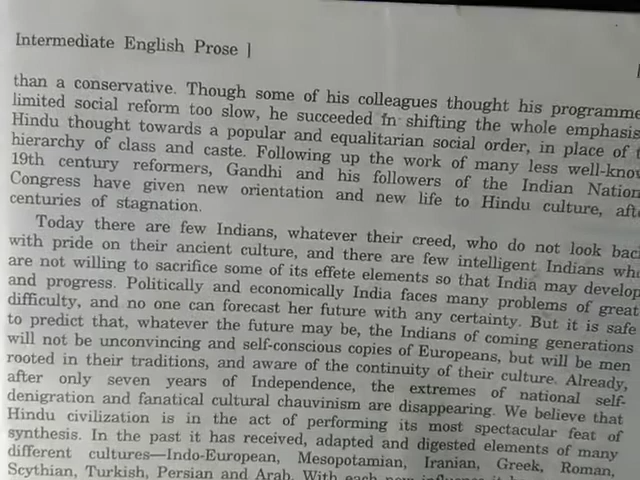 Intermediate English Prose |
than a conservative. Though some of his colleagues thought his programme
limited social reform too slow, he succeeded in shifting the whole emphasis
Hindu thought towards a popular and equalitarian social order, in place of
hierarchy of class and caste. Following up the work of many less
19th century reformers, Gandhi and his followers of the Indian
Congress have given new orientation and new life to Hindu culture,
centuries of stagnation.
Today there are few Indians, whatever their creed, who do not look
with pride on their ancient culture, and there are few intelligent Indians
are not willing to sacrifice some of its effete elements so that India may develop
and progress. Politically and economically India faces many problems of great
difficulty, and no one can forecast her future with any certainty. But it is safe
to predict that, whatever the future may be, the Indians of coming generations
will not be unconvincing and self-conscious copies of Europeans, but will be men
rooted in their traditions, and aware of the continuity of their culture. Already,
after only seven years of Independence, the extremes of national self-
denigration and fanatical cultural chauvinism are disappearing. We believe that
Hindu civilization is in the act of performing its most spectacular feat of
synthesis. In the past it has received, adapted and digested elements of many
different cultures—Indo-European, Mesopotamian, Iranian, Greek, Roman,
Scythian, Turkish, Persian and Arab. With each new influence it